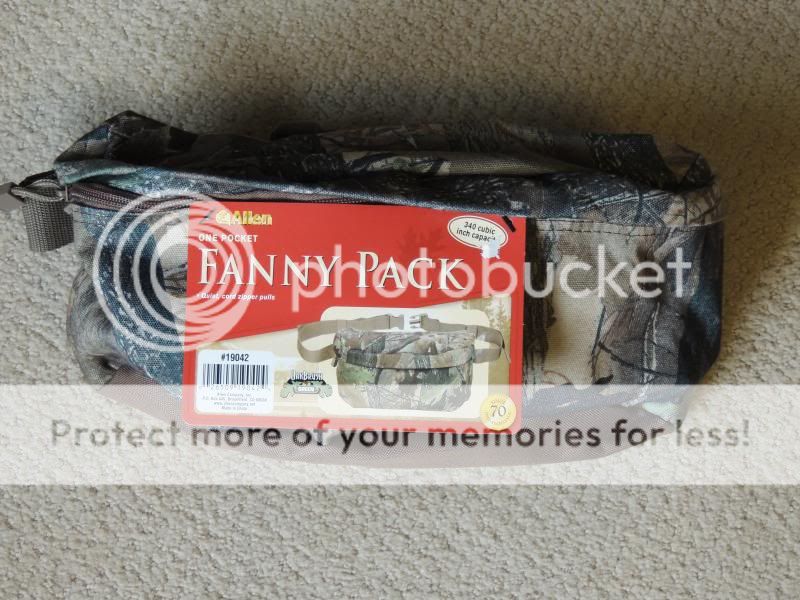 Allen
ONE POCKET
340 cubic
inch capacity
FANNY PACK
• Quiet, cord zipper pulls
photobucket
#19042
GREEN
70
Protect more of your memories for less!